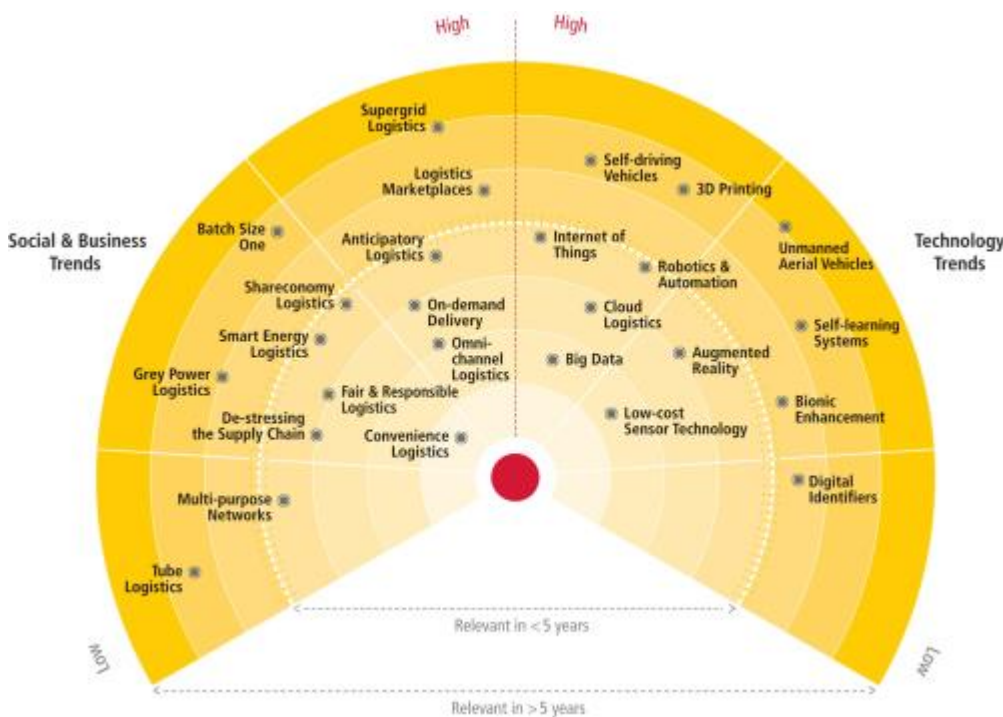 High
High
Supergrid
Logistics
Self-driving
Vehicles
3D Printing
Logistics
Marketplaces
Batch Size
One
Social & Business
Trends
Anticipatory
Logistics
Internet of
Things
Unmanned
Aerial Vehicles
Technology
Trends
Robotics &
Automation
Shareconomy
Logistics
On-demand
Delivery
Cloud
Logistics
Self-learning
Systems
Smart Energy
Logistics
Omni-
channel
Logistics
Big Data
Augmented
Reality
Grey Power
Logistics
Fair & Responsible
Logistics
Bionic
Enhancement
De-stressing
the Supply Chain
Convenience
Logistics
Low-cost
Sensor Technology
Multi-purpose
Networks
Digital
Identifiers
Tube
Logistics
Relevant in < 5 years
Low
Low
Relevant in > 5 years